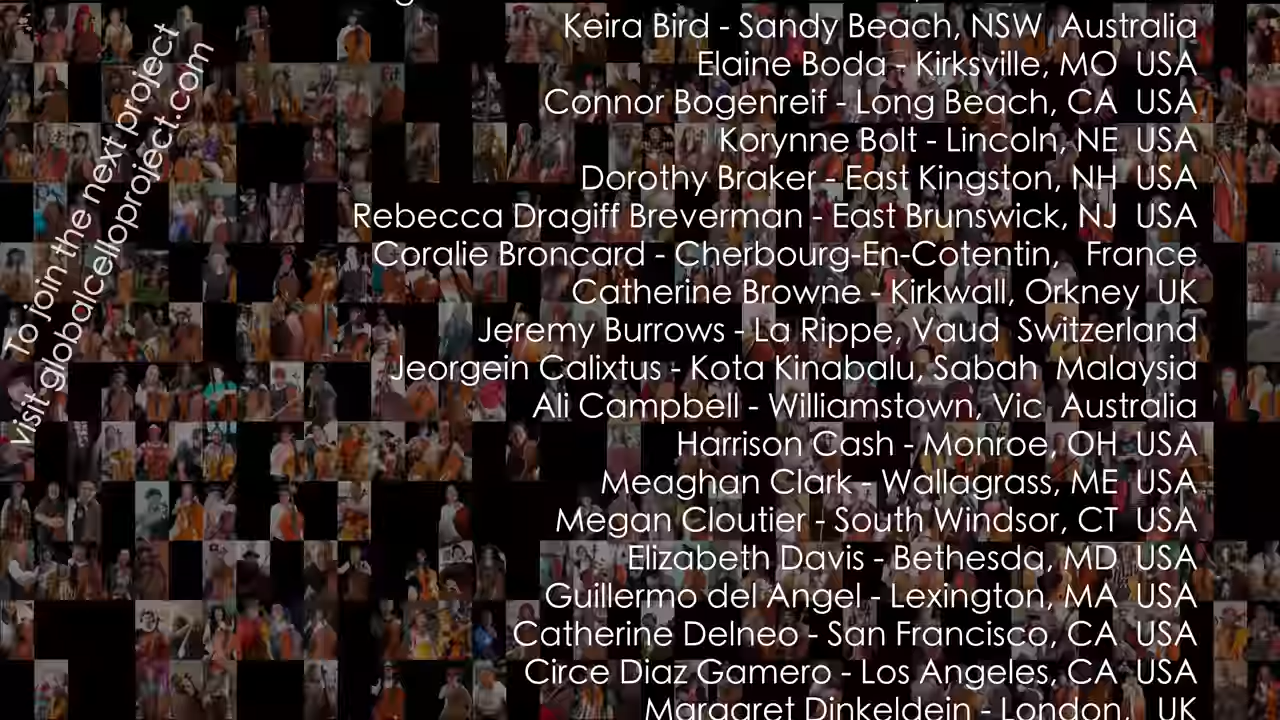 Keira Bird - Sandy Beach, NSW  Australia
Elaine Boda - Kirksville, MO  USA
Connor Bogenreif - Long Beach, CA  USA
Korynne Bolt - Lincoln, NE  USA
Dorothy Braker - East Kingston, NH  USA
Rebecca Dragiff Breverman - East Brunswick, NJ  USA
Coralie Broncard - Cherbourg-En-Cotentin,   France
Catherine Browne - Kirkwall, Orkney  UK
Jeremy Burrows - La Rippe, Vaud  Switzerland
Jeorgein Calixtus - Kota Kinabalu, Sabah  Malaysia
Ali Campbell - Williamstown, Vic  Australia
Harrison Cash - Monroe, OH  USA
Meaghan Clark - Wallagrass, ME  USA
Megan Cloutier - South Windsor, CT  USA
Elizabeth Davis - Bethesda, MD  USA
Guillermo del Angel - Lexington, MA  USA
Catherine Delneo - San Francisco, CA  USA
Circe Diaz Gamero - Los Angeles, CA  USA
Margaret Dinkeldein - London,   UK
To join the next project
visit globalcelloproject.com